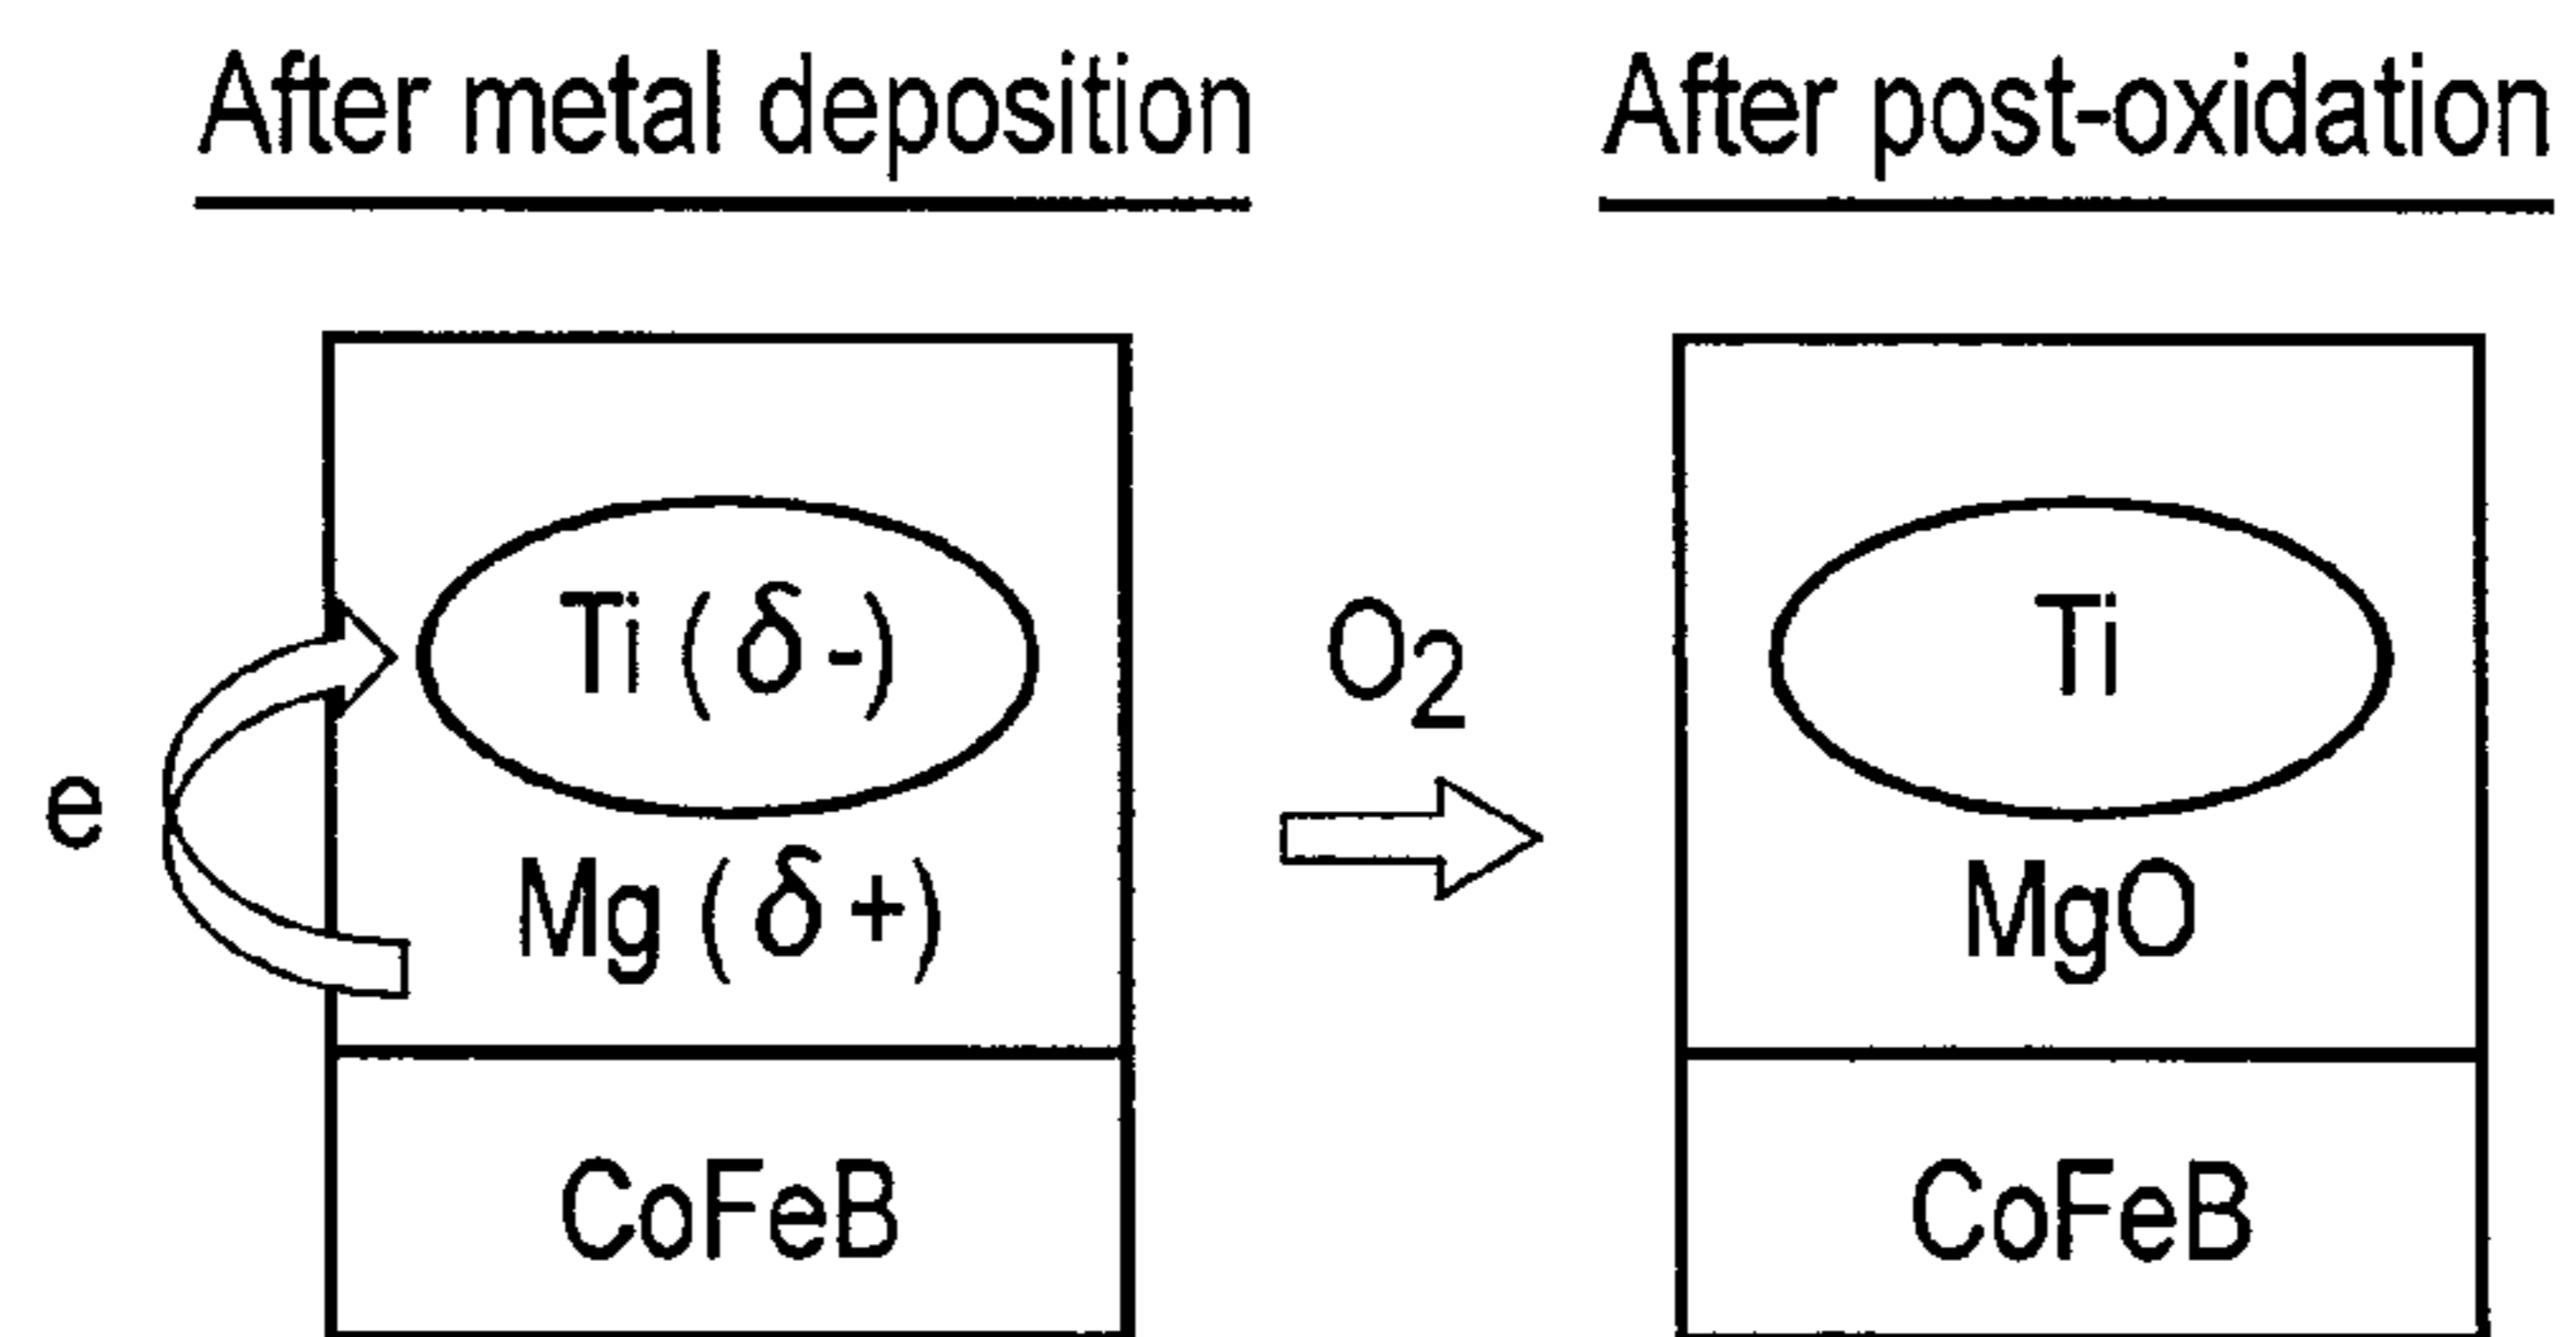 After metal deposition
After post-oxidation
e
Ti (δ-)
Mg (δ+)
CoFeB
O2
Ti
MgO
CoFeB